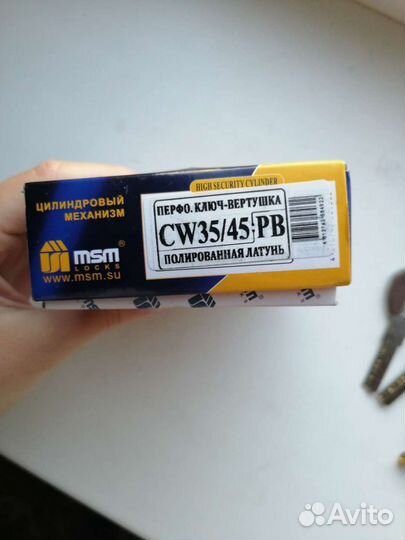 HIGH SECURITY CYLINDER
ЦИЛИНДРОВЫЙ
МЕХАНИЗМ
msm®
LOCKS
www.msm.su
ПЕРФО. КЛЮЧ-ВЕРТУШКА
CW35/45-PB
ПОЛИРОВАННАЯ ЛАТУНЬ
msm
Avito